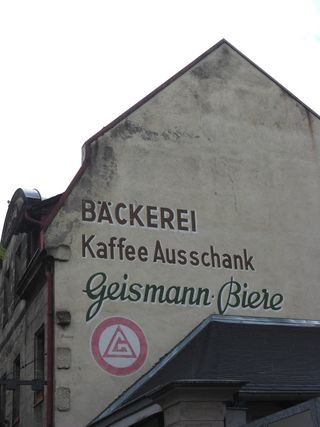 BÄCKEREI
Kaffee Ausschank
Geismann-Biere
G